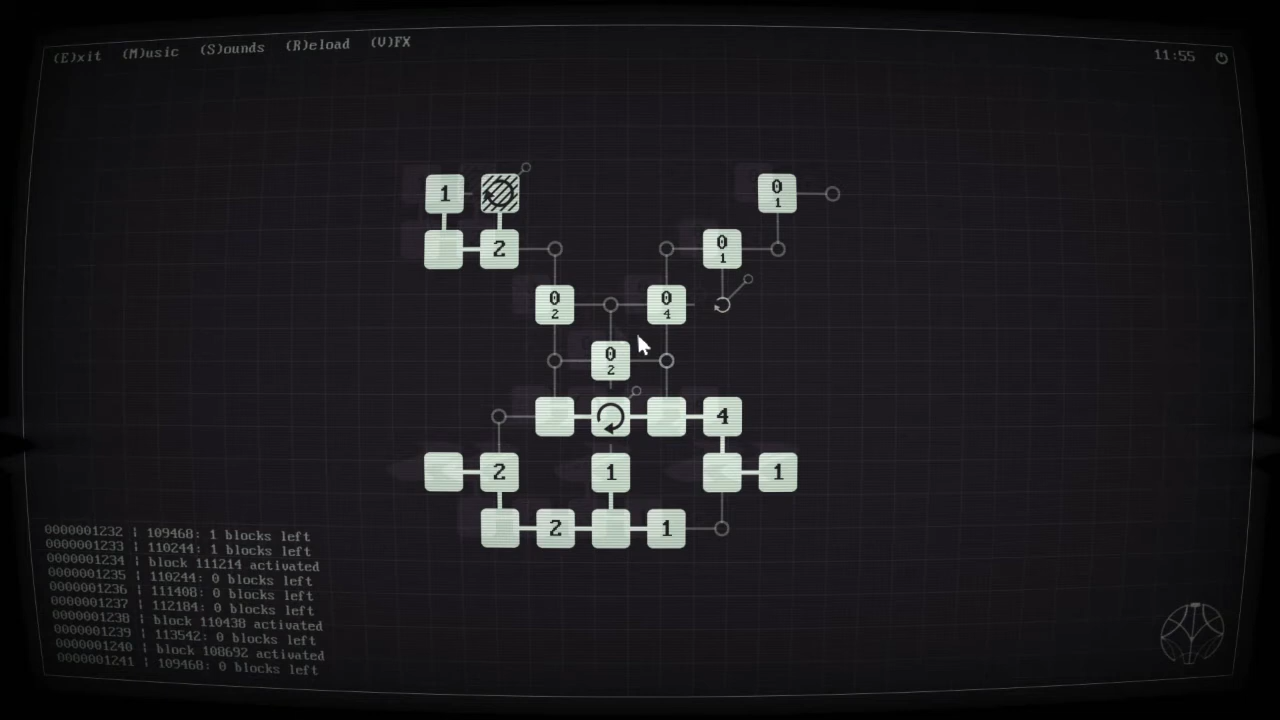 (E)xit (M)usic (S)ounds (R)eload (V)FX 11:55
1 0
1
2 0
1
0
2 0
4
0
2
4
2 1 1
2 1
0000001232 | 109468: 1 blocks left
0000001233 | 110244: 1 blocks left
0000001234 | block 111214 activated
0000001235 | 110244: 0 blocks left
0000001236 | 111408: 0 blocks left
0000001237 | 112184: 0 blocks left
0000001238 | block 110438 activated
0000001239 | 113542: 0 blocks left
0000001240 | block 108692 activated
0000001241 | 109468: 0 blocks left